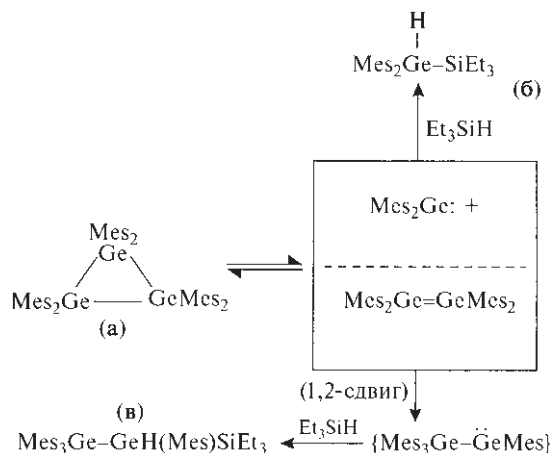 H
Mes₂Ge–SiEt₃
(б)
Et₃SiH
Mes₂Ge: +
Mes₂
Ge
Mes₂Ge GeMes₂
(а)
Mes₂Ge=GeMes₂
(1,2-сдвиг)
(в)
Mes₃Ge–GeH(Mes)SiEt₃ Et₃SiH {Mes₃Ge–G̈eMes}